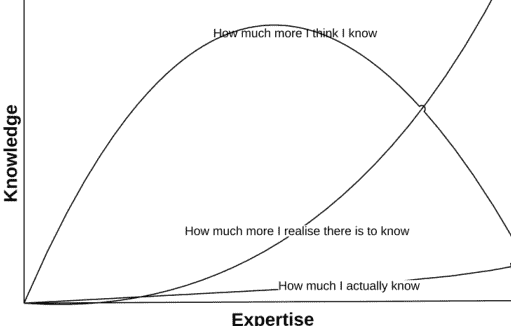 How much more I think I know
Knowledge
How much more I realise there is to know
How much I actually know
Expertise